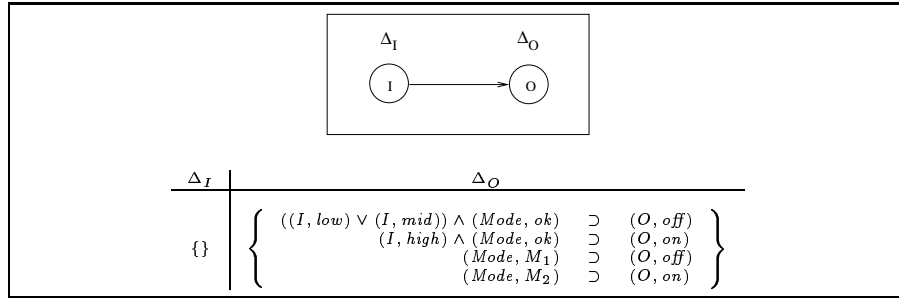 Δ_I Δ_O
I O
Δ_I Δ_O
{} { ((I, low) ∨ (I, mid)) ∧ (Mode, ok) ⊃ (O, off)
(I, high) ∧ (Mode, ok) ⊃ (O, on)
(Mode, M_1) ⊃ (O, off)
(Mode, M_2) ⊃ (O, on) }